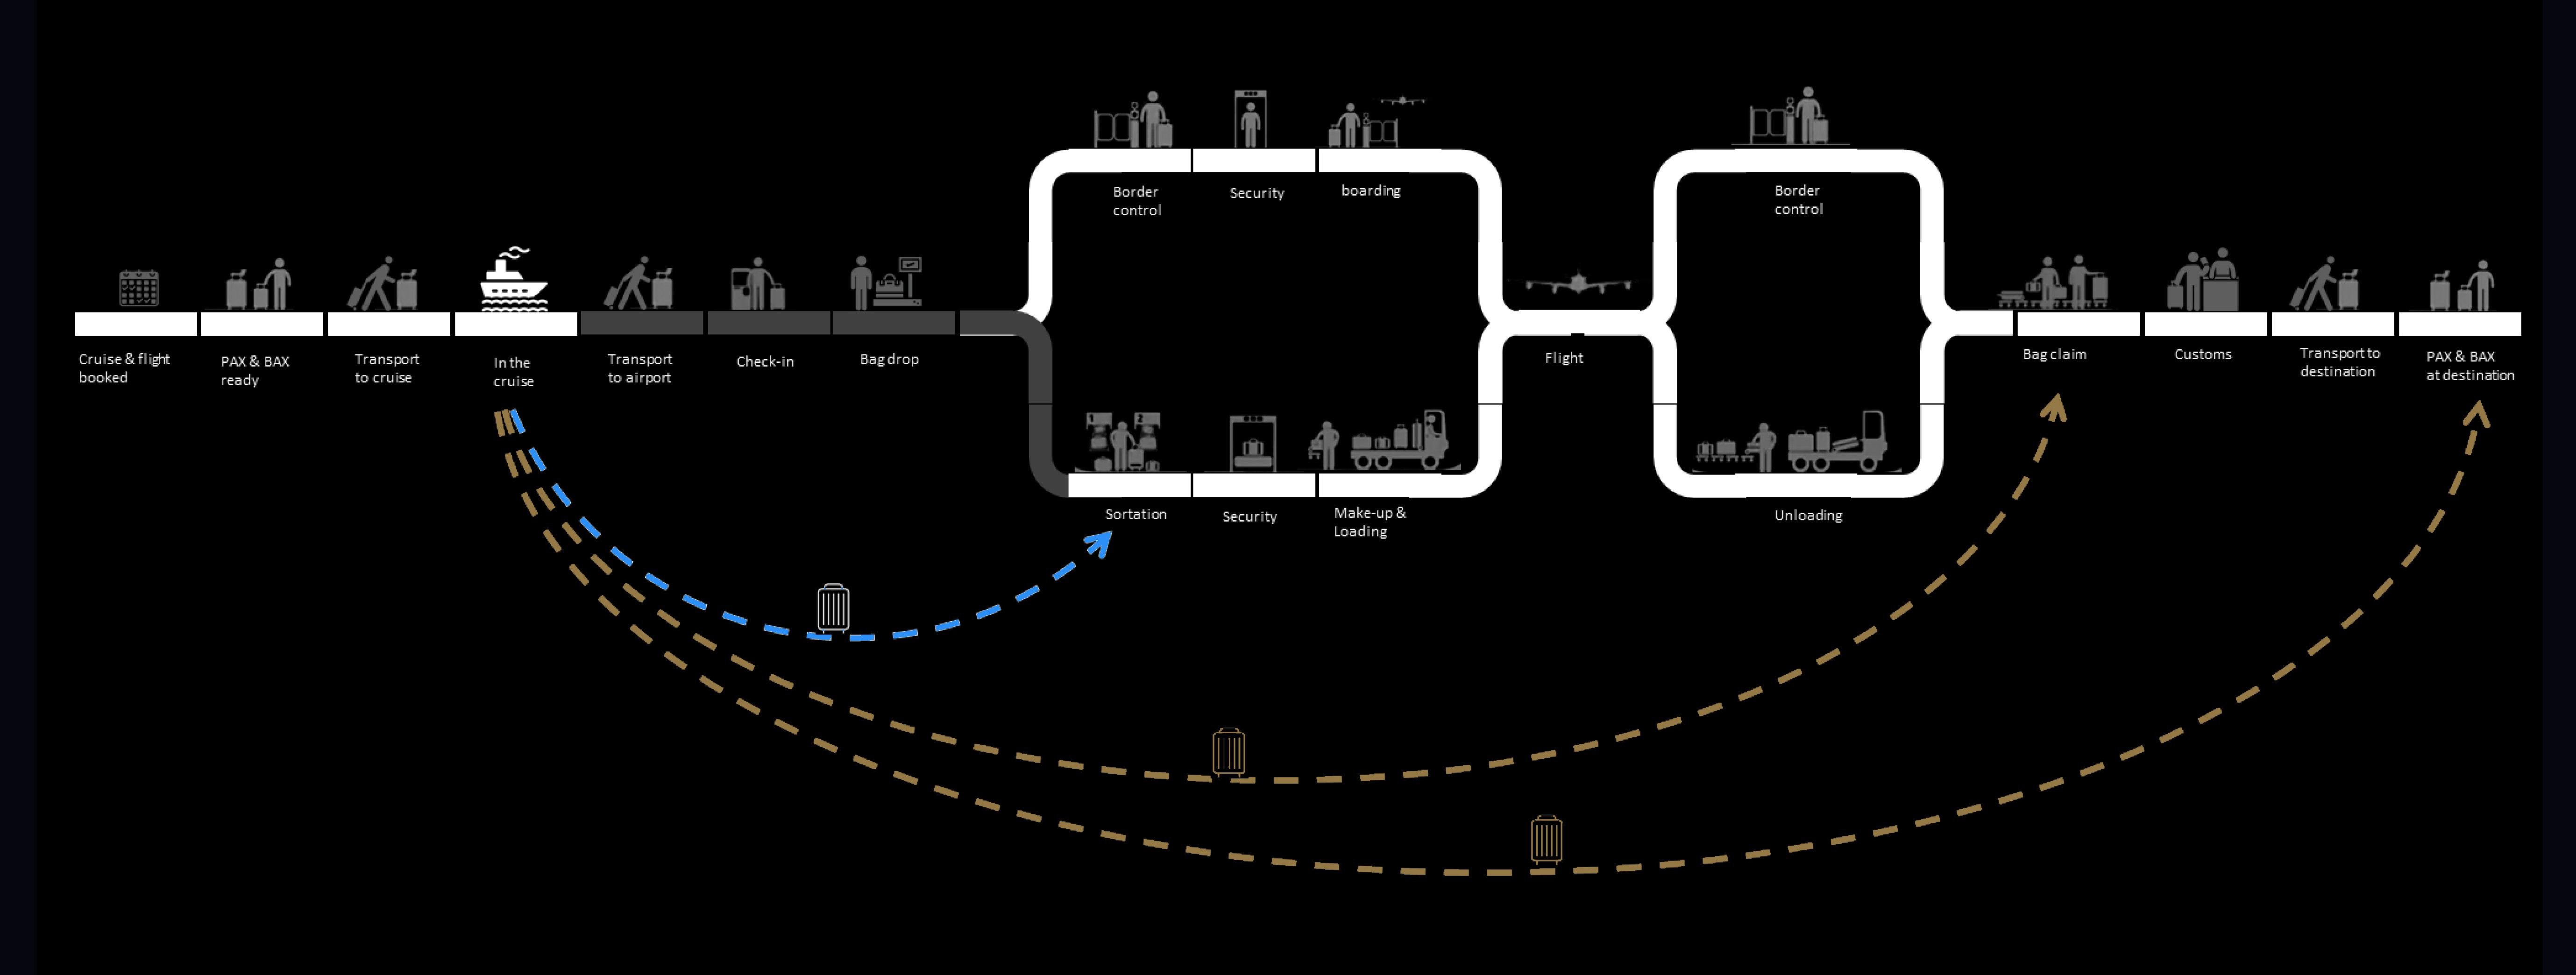 Border
control
Security
boarding
Border
control
Cruise & flight
booked
PAX & BAX
ready
Transport
to cruise
In the
cruise
Transport
to airport
Check-in
Bag drop
Flight
Bag claim
Customs
Transport to
destination
PAX & BAX
at destination
1
2
Sortation
Security
Make-up &
Loading
Unloading